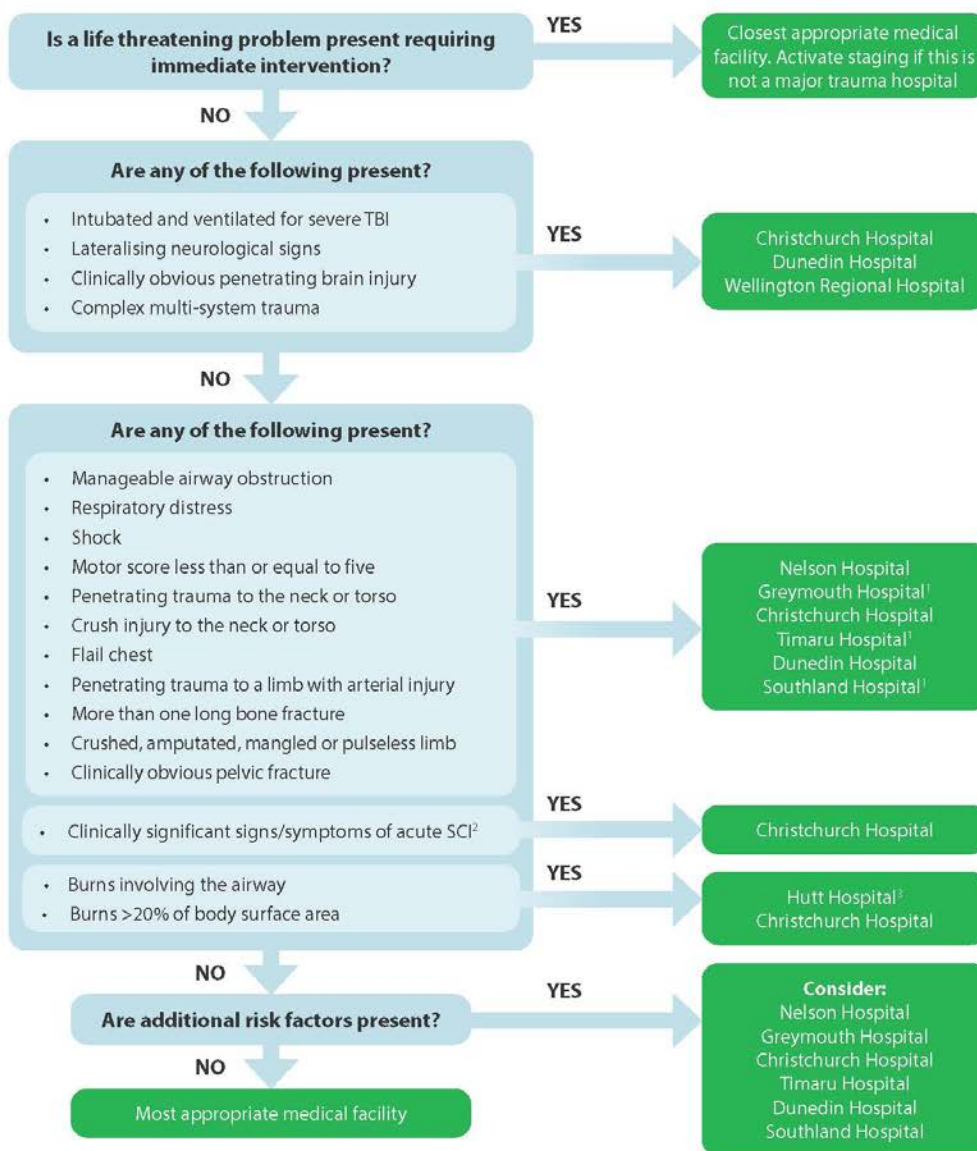 Is a life threatening problem present requiring
immediate intervention?
YES
Closest appropriate medical
facility. Activate staging if this is
not a major trauma hospital
NO
Are any of the following present?
• Intubated and ventilated for severe TBI
• Lateralising neurological signs
• Clinically obvious penetrating brain injury
• Complex multi-system trauma
YES
Christchurch Hospital
Dunedin Hospital
Wellington Regional Hospital
NO
Are any of the following present?
• Manageable airway obstruction
• Respiratory distress
• Shock
• Motor score less than or equal to five
• Penetrating trauma to the neck or torso
• Crush injury to the neck or torso
• Flail chest
• Penetrating trauma to a limb with arterial injury
• More than one long bone fracture
• Crushed, amputated, mangled or pulseless limb
• Clinically obvious pelvic fracture
YES
Nelson Hospital
Greymouth Hospital¹
Christchurch Hospital
Timaru Hospital¹
Dunedin Hospital
Southland Hospital¹
• Clinically significant signs/symptoms of acute SCI²
YES
Christchurch Hospital
• Burns involving the airway
• Burns >20% of body surface area
YES
Hutt Hospital³
Christchurch Hospital
NO
Are additional risk factors present?
YES
Consider:
Nelson Hospital
Greymouth Hospital
Christchurch Hospital
Timaru Hospital
Dunedin Hospital
Southland Hospital
NO
Most appropriate medical facility